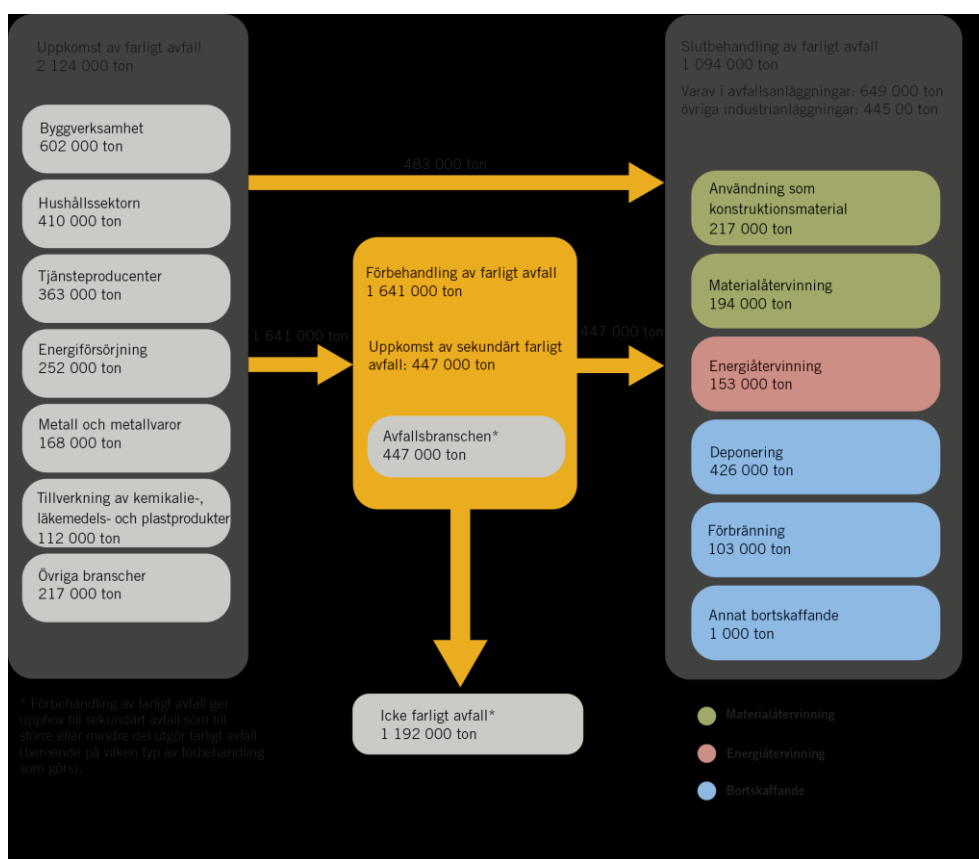 Uppkomst av farligt avfall
2 124 000 ton
Byggverksamhet
602 000 ton
Hushållssektorn
410 000 ton
Tjänsteproducenter
363 000 ton
Energiförsörjning
252 000 ton
Metall och metallvaror
168 000 ton
Tillverkning av kemikalie-,
läkemedels- och plastprodukter
112 000 ton
Övriga branscher
217 000 ton
* Förbehandling av farligt avfall ger
upphov till sekundärt avfall som till
större eller mindre del utgör farligt avfall
(beroende på vilken typ av förbehandling
som görs).
483 000 ton
1 641 000 ton
Förbehandling av farligt avfall
1 641 000 ton
Uppkomst av sekundärt farligt
avfall: 447 000 ton
Avfallsbranschen*
447 000 ton
447 000 ton
Icke farligt avfall*
1 192 000 ton
Slutbehandling av farligt avfall
1 094 000 ton
Varav i avfallsanläggningar: 649 000 ton
övriga industrianläggningar: 445 00 ton
Användning som
konstruktionsmaterial
217 000 ton
Materialåtervinning
194 000 ton
Energiåtervinning
153 000 ton
Deponering
426 000 ton
Förbränning
103 000 ton
Annat bortskaffande
1 000 ton
Materialåtervinning
Energiåtervinning
Bortskaffande